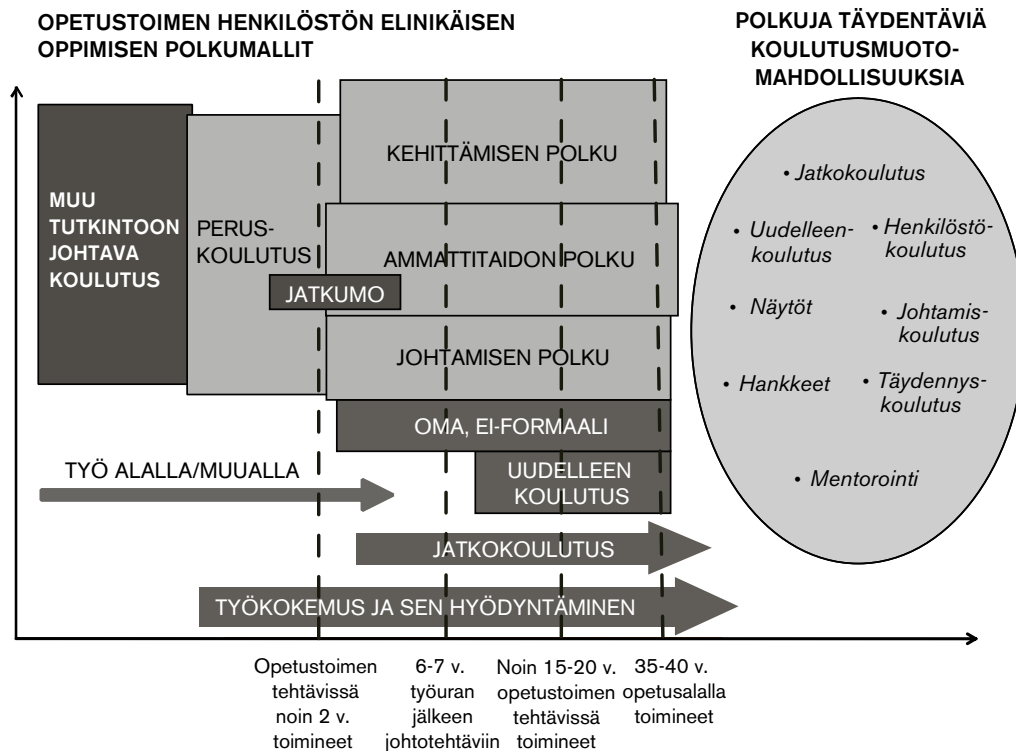 OPETUSTOIMEN HENKILÖSTÖN ELINIKÄISEN
OPPIMISEN POLKUMALLIT
POLKUJA TÄYDENTÄVIÄ
KOULUTUSMUOTO-
MAHDOLLISUUKSIA
MUU
TUTKINTOON
JOHTAVA
KOULUTUS
PERUS-
KOULUTUS
JATKUMO
KEHITTÄMISEN POLKU
AMMATTITAIDON POLKU
JOHTAMISEN POLKU
OMA, EI-FORMAALI
UUDELLEEN
KOULUTUS
TYÖ ALALLA/MUUALLA
JATKOKOULUTUS
TYÖKOKEMUS JA SEN HYÖDYNTÄMINEN
• Jatkokoulutus
• Uudelleen-
koulutus
• Henkilöstö-
koulutus
• Näytöt
• Johtamis-
koulutus
• Hankkeet
• Täydennys-
koulutus
• Mentorointi
Opetustoimen
tehtävissä
noin 2 v.
toimineet
6-7 v.
työuran
jälkeen
johtotehtäviin
Noin 15-20 v.
opetustoimen
tehtävissä
toimineet
35-40 v.
opetusalalla
toimineet